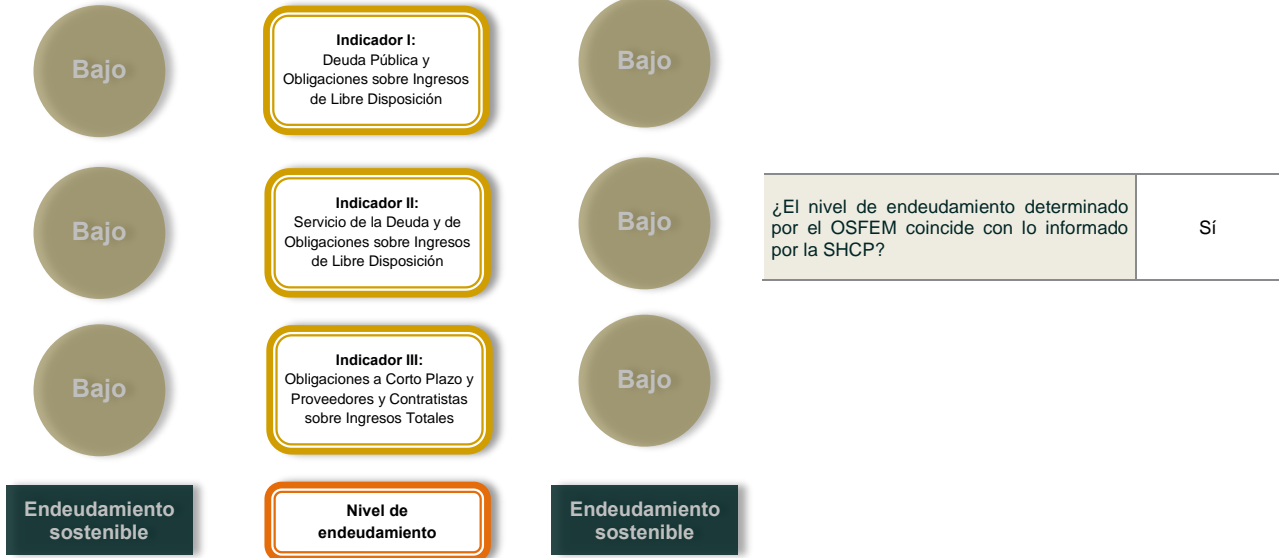 Bajo
Indicador I:
Deuda Pública y
Obligaciones sobre Ingresos
de Libre Disposición
Bajo
Bajo
Indicador II:
Servicio de la Deuda y de
Obligaciones sobre Ingresos
de Libre Disposición
Bajo
¿El nivel de endeudamiento determinado
por el OSFEM coincide con lo informado
por la SHCP?
Sí
Bajo
Indicador III:
Obligaciones a Corto Plazo y
Proveedores y Contratistas
sobre Ingresos Totales
Bajo
Endeudamiento
sostenible
Nivel de
endeudamiento
Endeudamiento
sostenible